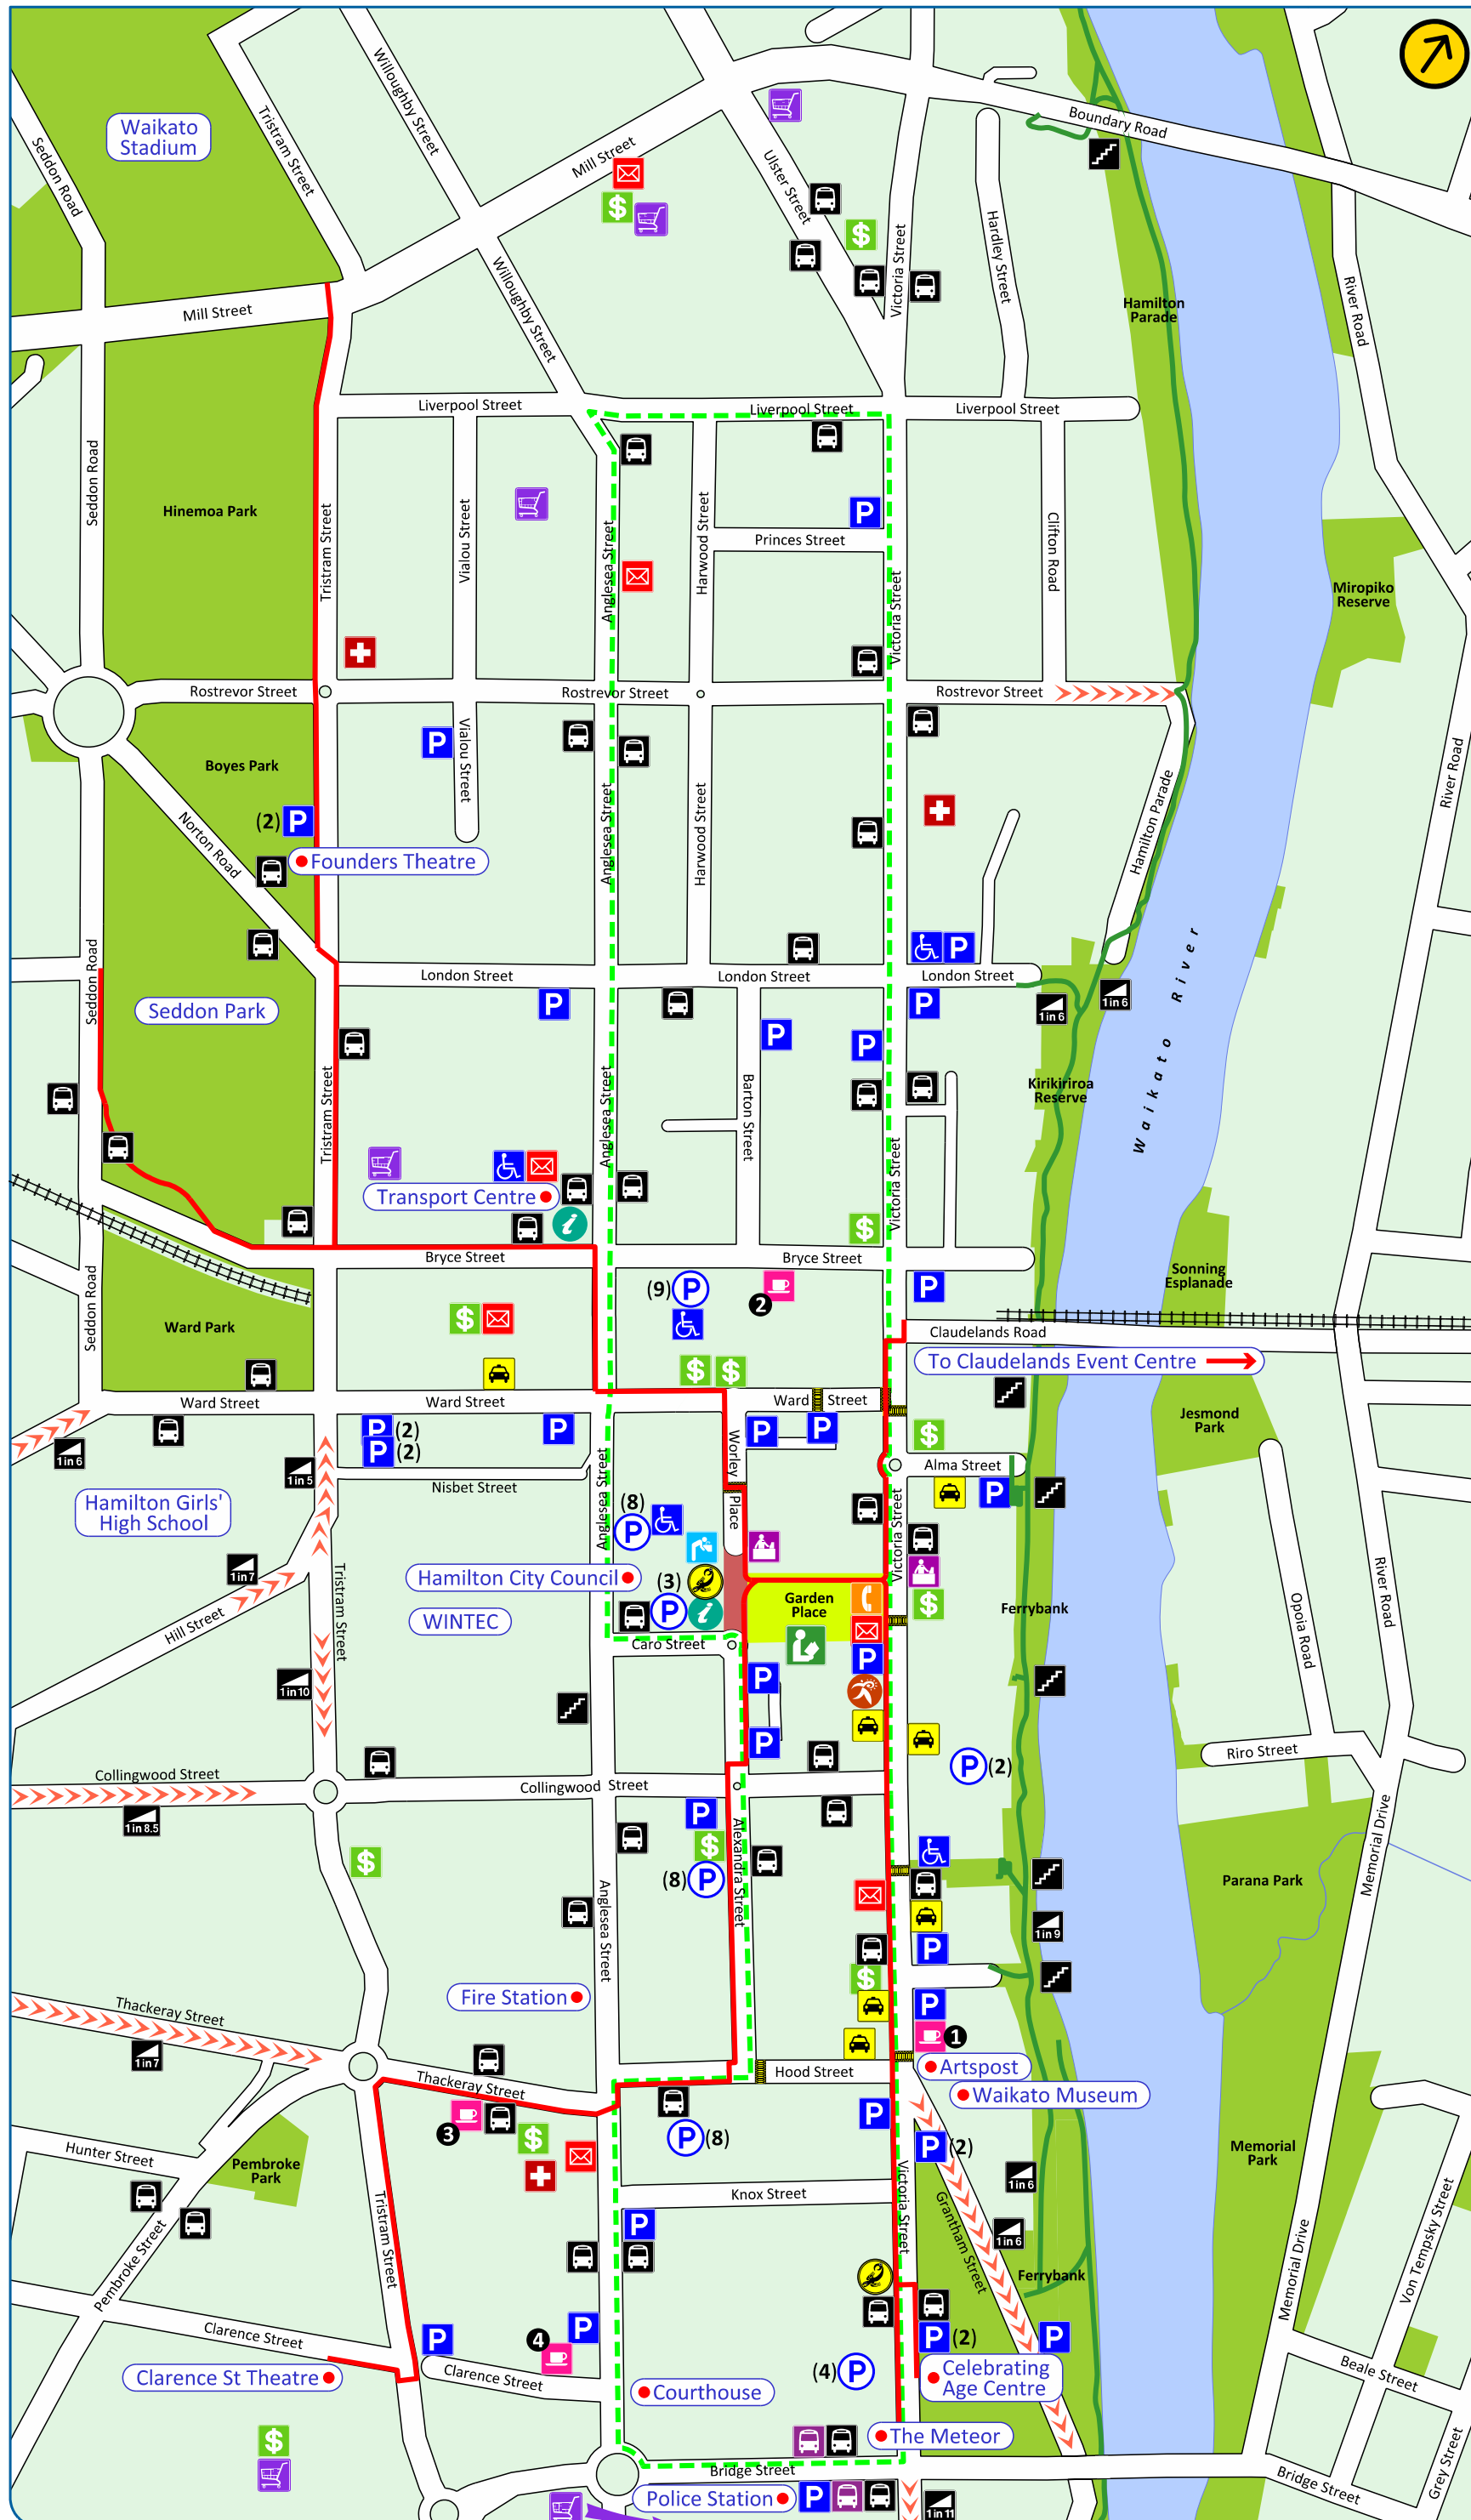 Boundary Road
Willoughby Street
Tristram Street
Waikato
Stadium
Seddon Road
Mill Street
Ulster Street
Victoria Street
Hardley Street
$
$
Hamilton
Parade
River Road
Willoughby Street
Mill Street
Liverpool Street
Liverpool Street
Liverpool Street
Seddon Road
Hinemoa Park
Tristram Street
Vialou Street
Anglesea Street
Harwood Street
P
Princes Street
Clifton Road
Victoria Street
Miropiko
Reserve
Rostrevor Street
Rostrevor Street
Rostrevor Street
Boyes Park
P
Vialou Street
(2) P
Norton Road
Founders Theatre
Anglesea Street
Harwood Street
Hamilton Parade
River Road
P
Seddon Road
London Street
London Street
London Street
Seddon Park
P
P
1 in 6
1 in 6
P
P
Waikato River
Kirikiriroa
Reserve
Tristram Street
Anglesea Street
Barton Street
Victoria Street
Transport Centre
i
$
Bryce Street
Bryce Street
Sonning
Esplanade
(9) P
2
P
Seddon Road
Ward Park
$
Claudelands Road
To Claudelands Event Centre
$ $
Ward Street
Ward Street
Ward Street
Jesmond
Park
1 in 6
P (2)
P (2)
P
P
P
$
Worley
Place
Alma Street
1 in 5
Nisbet Street
Hamilton Girls'
High School
Anglesea Street
(8)
P
P
Victoria Street
1 in 7
Hamilton City Council
(3)
P
i
Garden
Place
$
Ferrybank
Opoia Road
River Road
Tristram Street
WINTEC
Hill Street
Caro Street
P
P
1 in 10
P
Riro Street
P (2)
Collingwood Street
Collingwood Street
1 in 8.5
P
$
$
(8) P
Alexandra Street
Memorial Drive
Parana Park
Anglesea Street
1 in 9
P
$
Fire Station
Thackeray Street
P
1
1 in 7
Artspost
Hood Street
Thackeray Street
Waikato Museum
3
$
P
P (8)
P (2)
Hunter Street
Pembroke
Park
Memorial
Park
1 in 6
Knox Street
Tristram Street
Victoria Street
Grantham Street
P
1 in 6
Pembroke Street
Ferrybank
Von Tempsky Street
Memorial Drive
Clarence Street
P
4
P
P (2)
P
Clarence St Theatre
Clarence Street
(4) P
Celebrating
Age Centre
Courthouse
Beale Street
The Meteor
$
Bridge Street
Bridge Street
Grey Street
Police Station
P
1 in 11